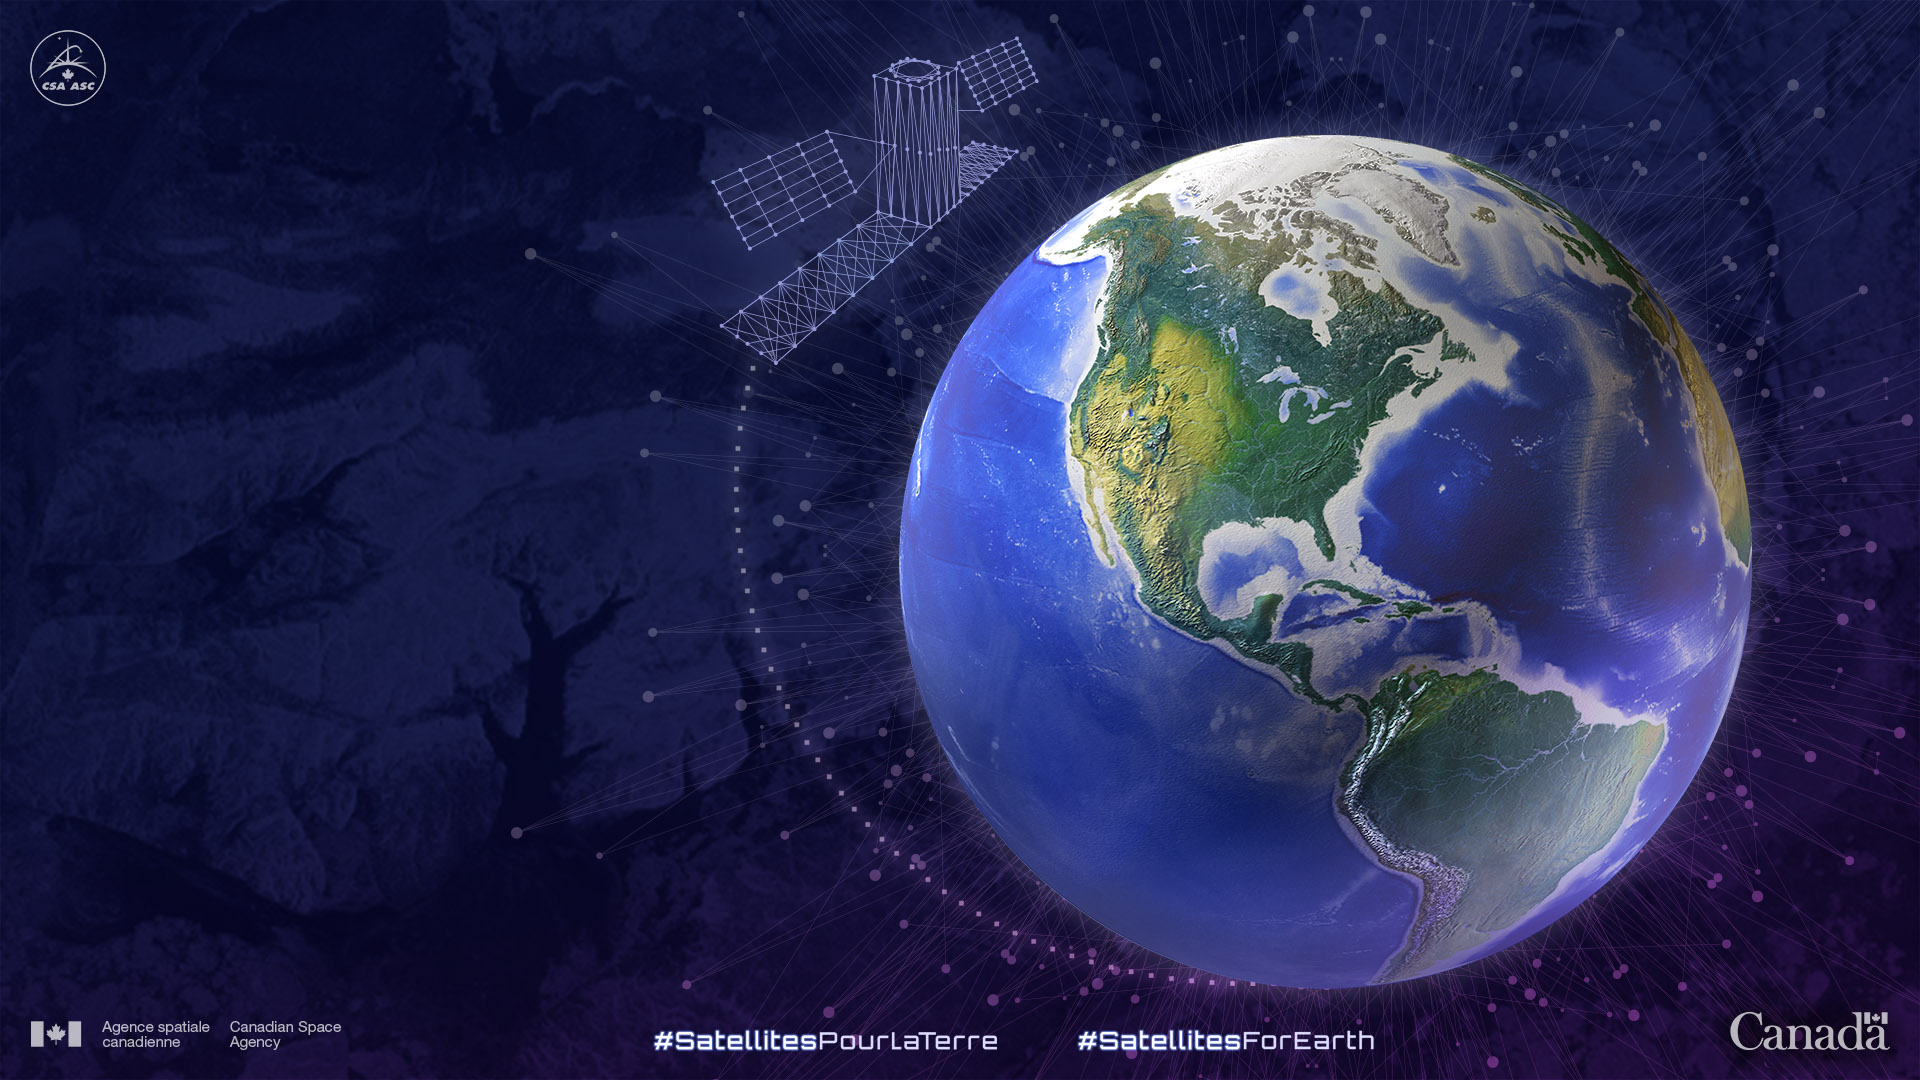 CSA ASC
Agence spatiale
canadienne
Canadian Space
Agency
#SatellitesPourLaTerre
#SatellitesForEarth
Canada